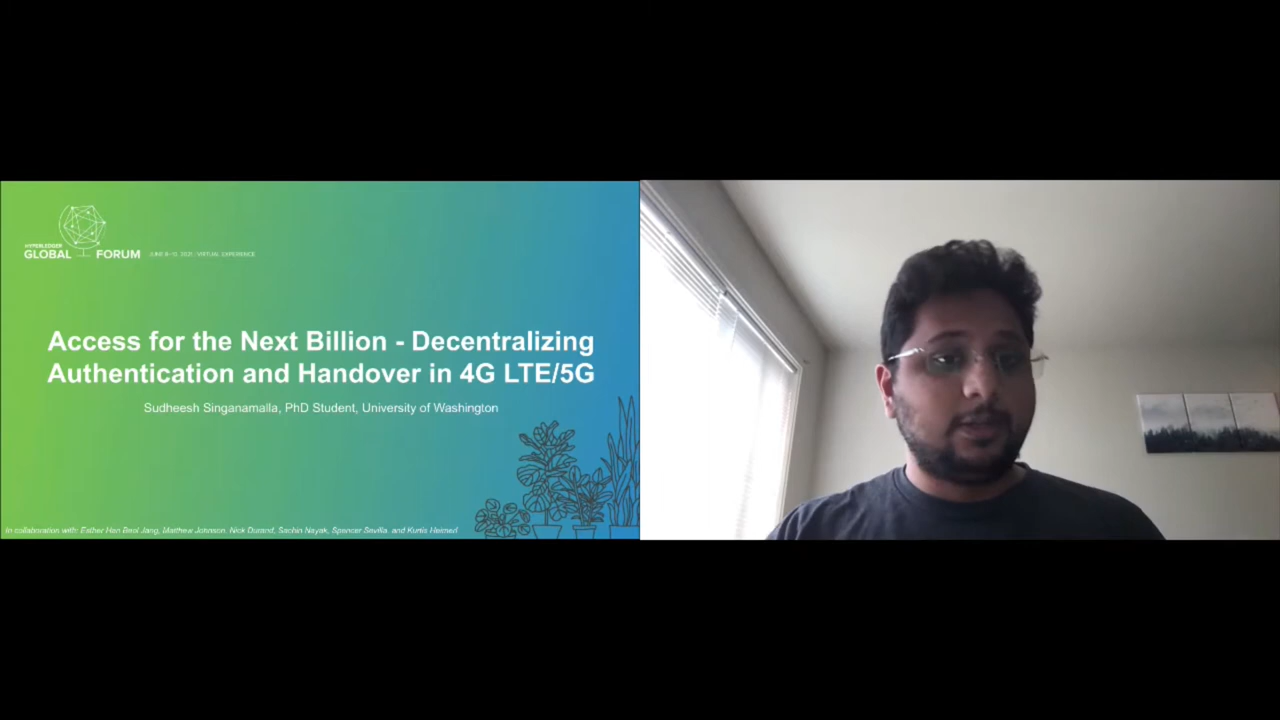 HYPERLEDGER
GLOBAL FORUM
JUNE 8-10, 2021 | VIRTUAL EXPERIENCE
Access for the Next Billion - Decentralizing
Authentication and Handover in 4G LTE/5G
Sudheesh Singanamalla, PhD Student, University of Washington
In collaboration with: Esther Han Beol Jang, Matthew Johnson, Nick Durand, Sachin Nayak, Spencer Sevilla, and Kurtis Heimerl